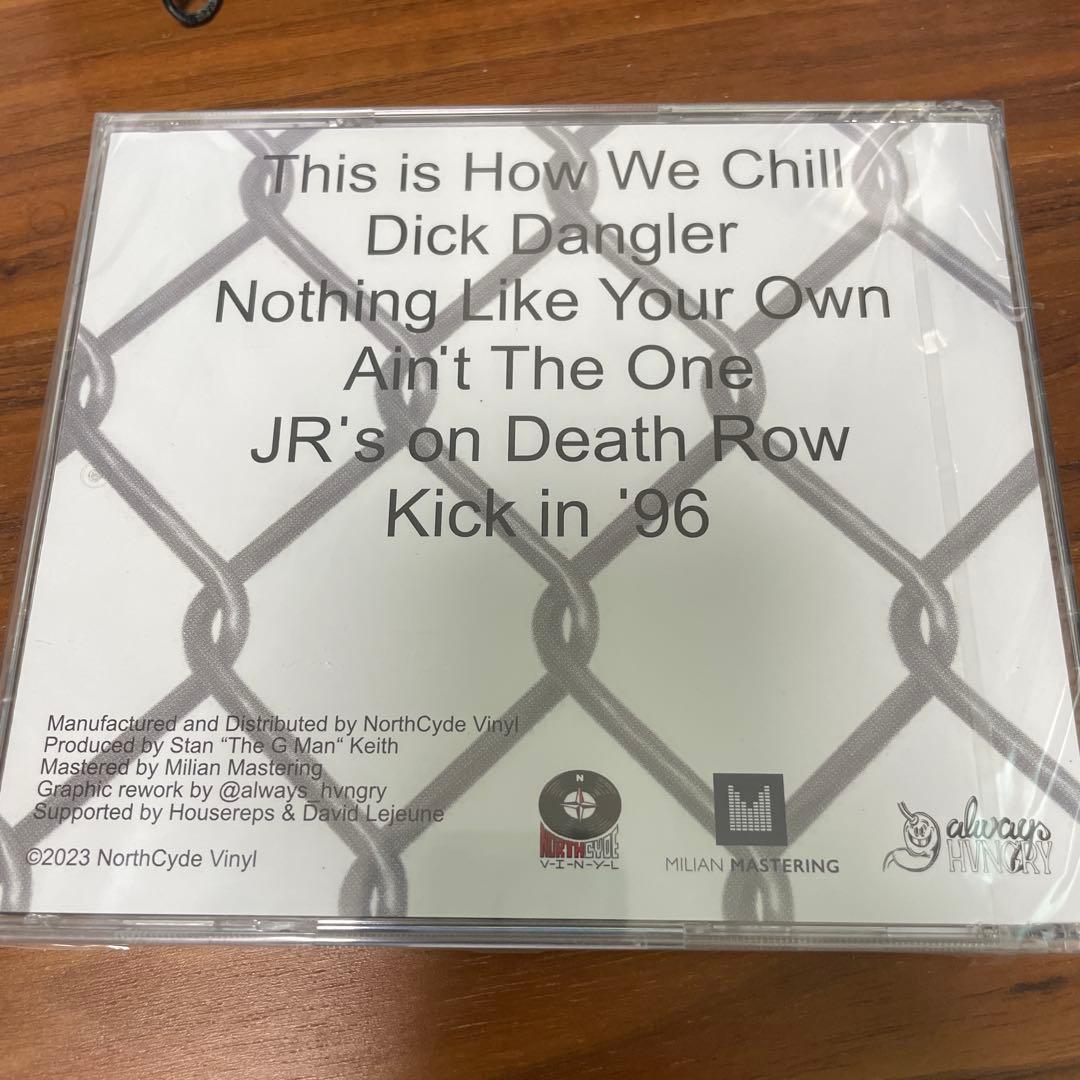 This is How We Chill
Dick Dangler
Nothing Like Your Own
Ain't The One
JR's on Death Row
Kick in '96
Manufactured and Distributed by NorthCyde Vinyl
Produced by Stan “The G Man“ Keith
Mastered by Milian Mastering
Graphic rework by @always_hvngry
Supported by Housereps & David Lejeune
©2023 NorthCyde Vinyl
N
NORTHCYDE
V-I-N-Y-L
MILIAN MASTERING
always
HVNGRY